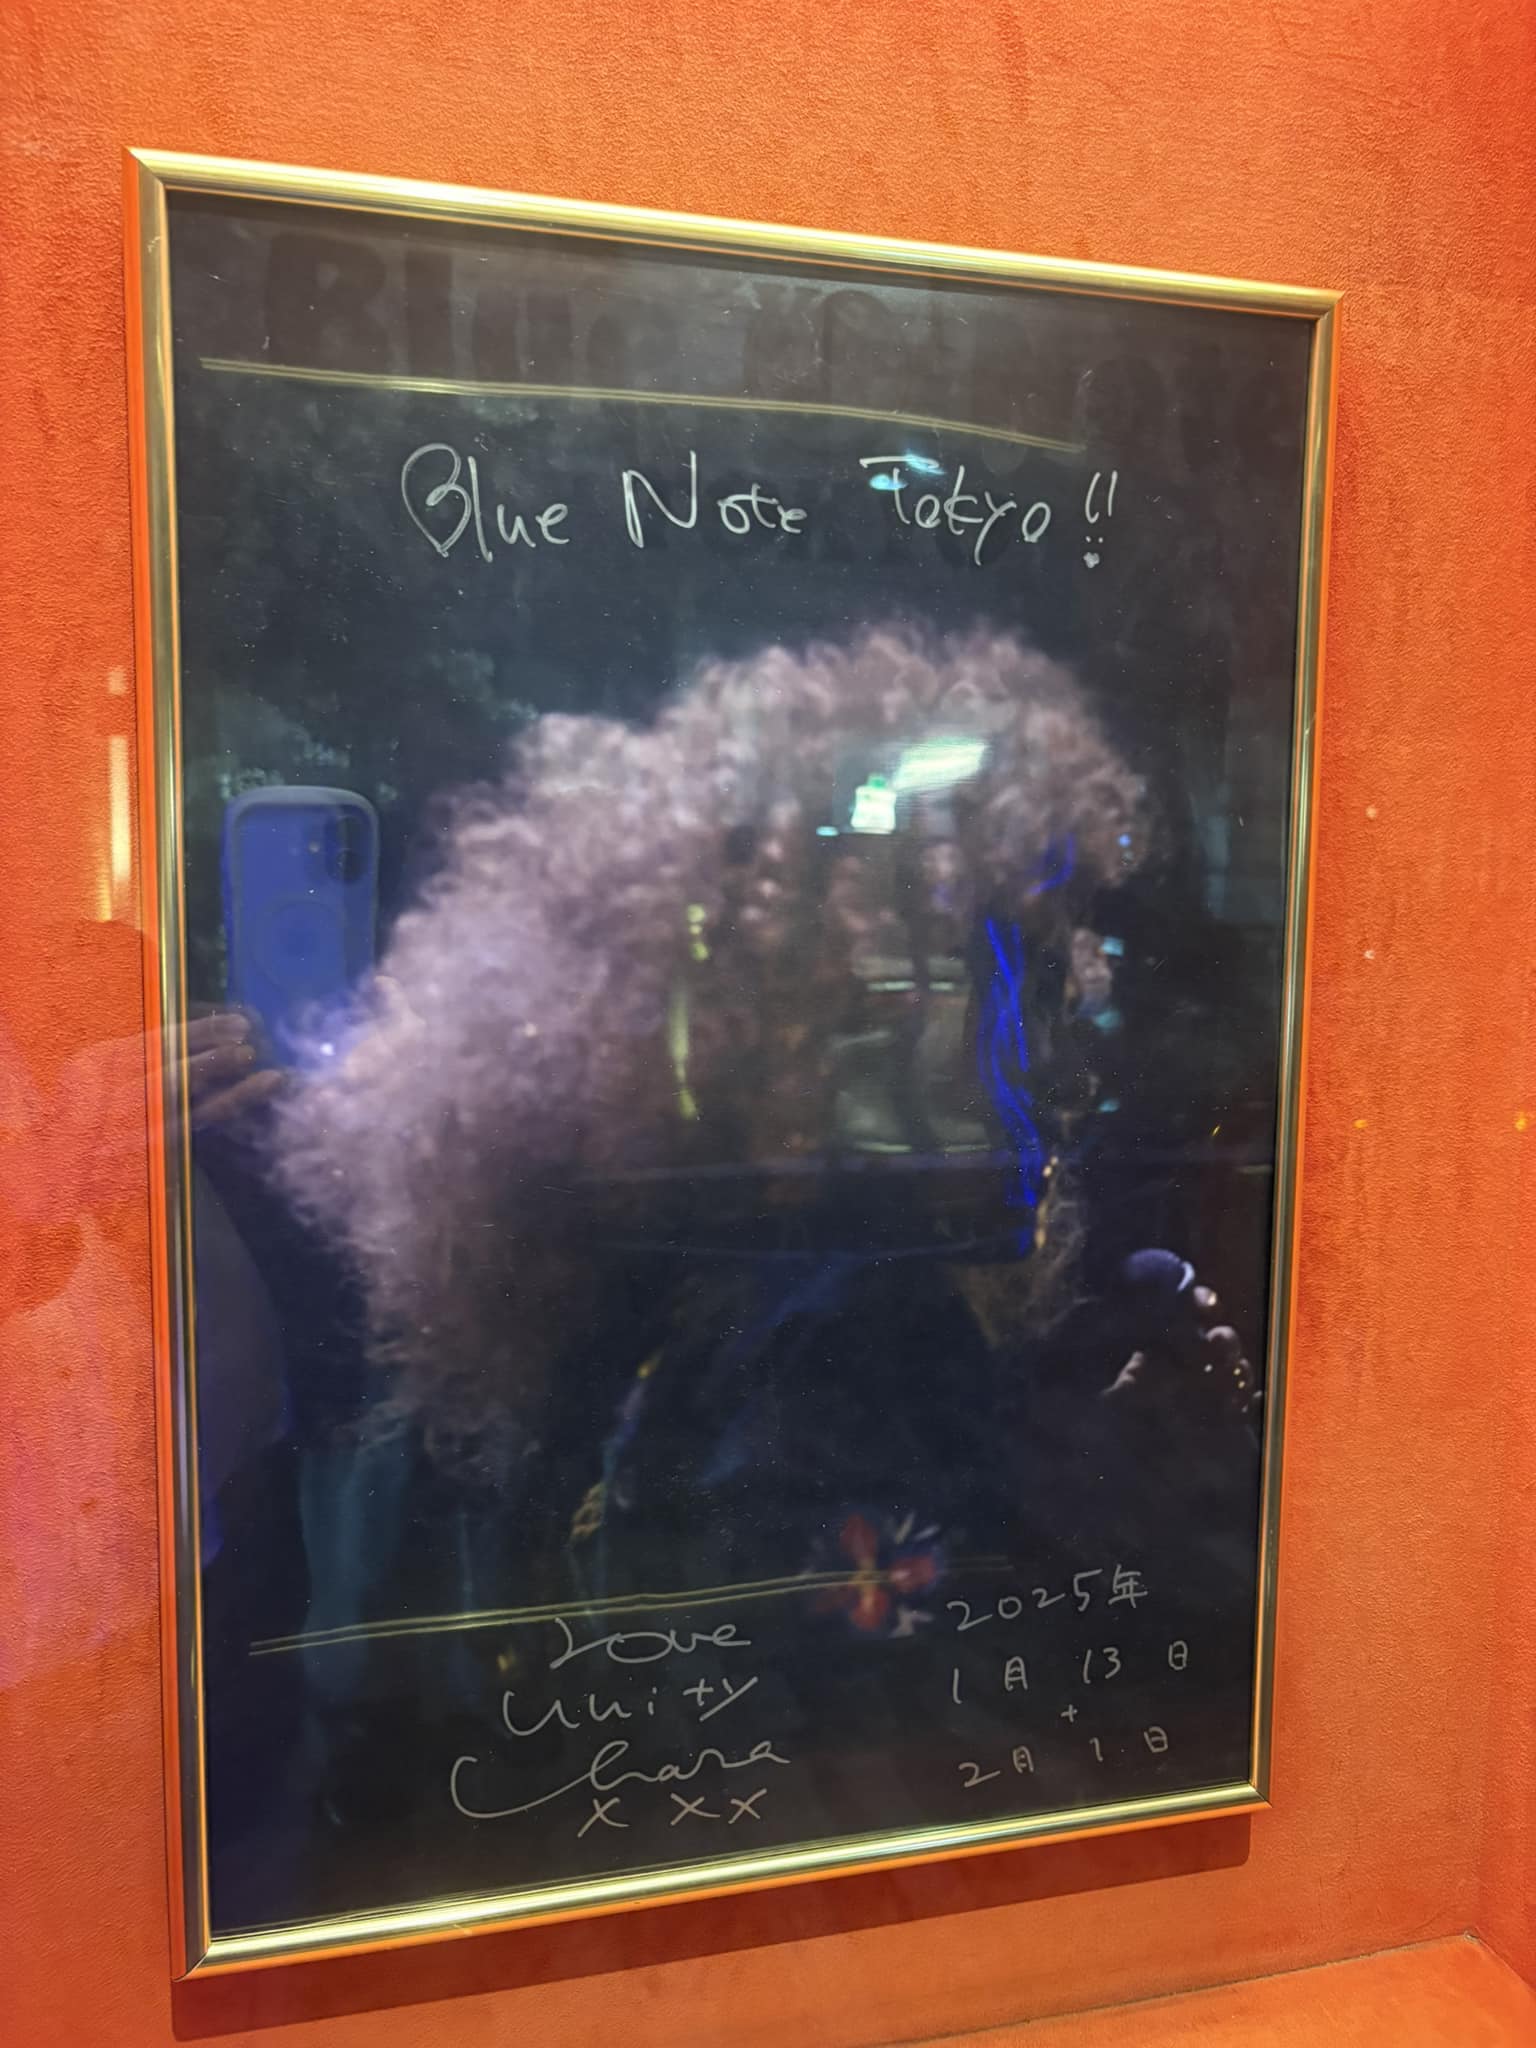 Blue Note Tokyo!!
Love
2025年
unity
1月 13日
+
Chara
2月 1日
x x x